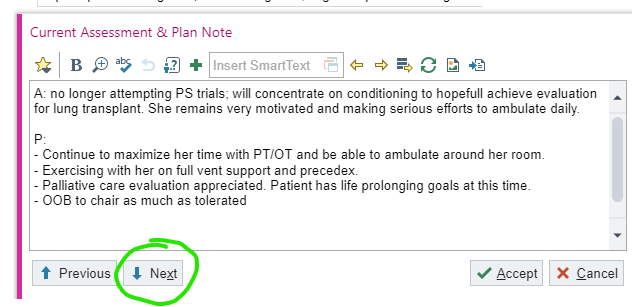 Current Assessment & Plan Note
B abc + Insert SmartText
A: no longer attempting PS trials; will concentrate on conditioning to hopefull achieve evaluation
for lung transplant. She remains very motivated and making serious efforts to ambulate daily.
P:
- Continue to maximize her time with PT/OT and be able to ambulate around her room.
- Exercising with her on full vent support and precedex.
- Palliative care evaluation appreciated. Patient has life prolonging goals at this time.
- OOB to chair as much as tolerated
Previous Next Accept Cancel